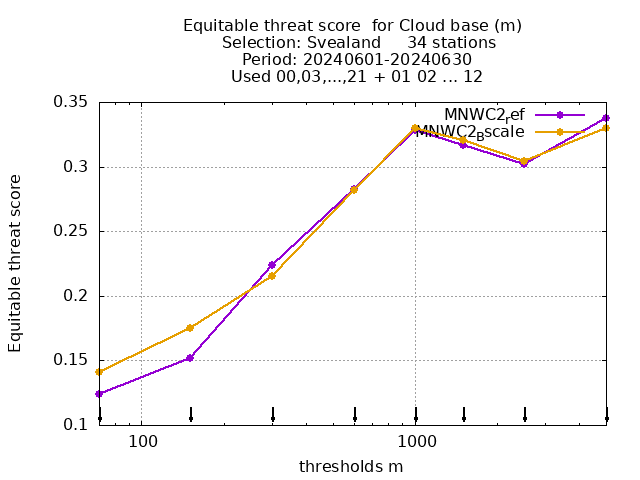 Equitable threat score  for Cloud base (m)
Selection: Svealand     34 stations
Period: 20240601-20240630
Used 00,03,...,21 + 01 02 ... 12
MNWC2ref
MNWC2Bscale
0.35
0.3
0.25
0.2
0.15
0.1
Equitable threat score
100
1000
thresholds m